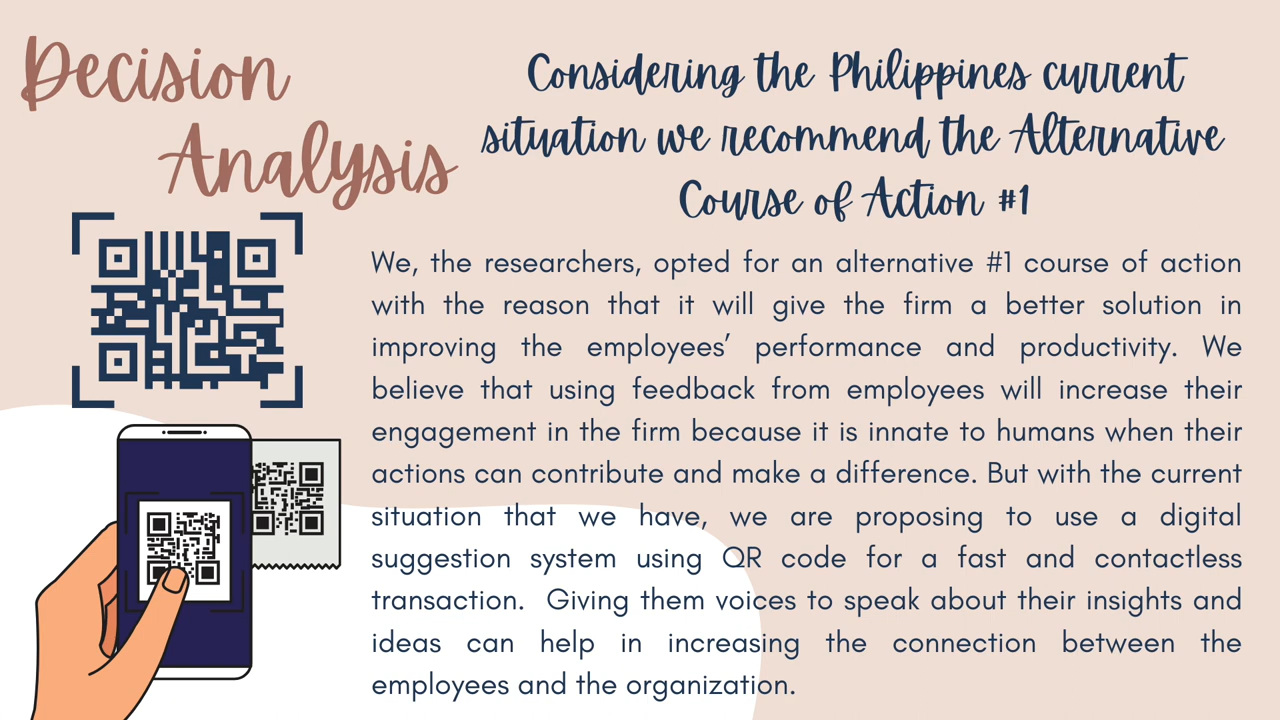 Decision
Analysis
Considering the Philippines current
situation we recommend the Alternative
Course of Action #1
We, the researchers, opted for an alternative #1 course of action
with the reason that it will give the firm a better solution in
improving the employees’ performance and productivity. We
believe that using feedback from employees will increase their
engagement in the firm because it is innate to humans when their
actions can contribute and make a difference. But with the current
situation that we have, we are proposing to use a digital
suggestion system using QR code for a fast and contactless
transaction. Giving them voices to speak about their insights and
ideas can help in increasing the connection between the
employees and the organization.